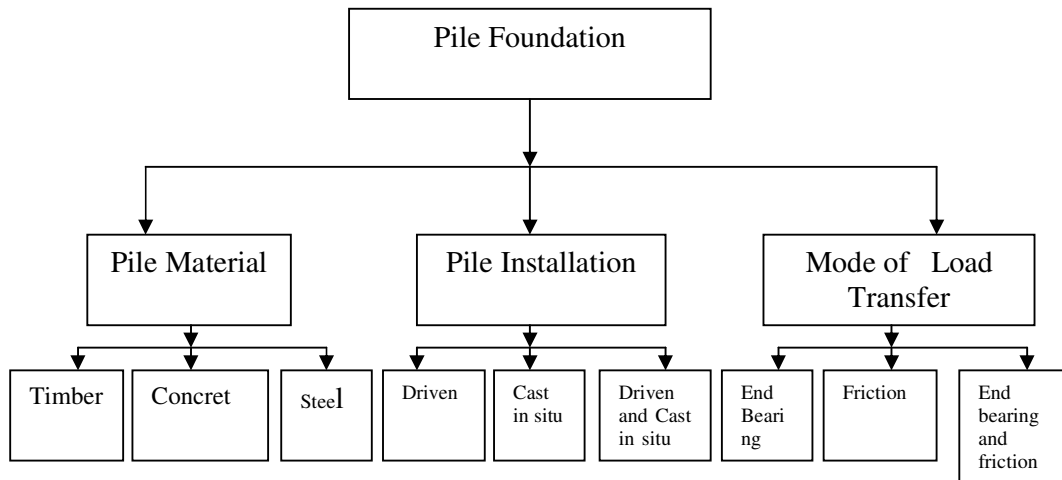 Pile Foundation
Pile Material
Pile Installation
Mode of Load
Transfer
Timber
Concret
Steel
Driven
Cast
in situ
Driven
and Cast
in situ
End
Beari
ng
Friction
End
bearing
and
friction